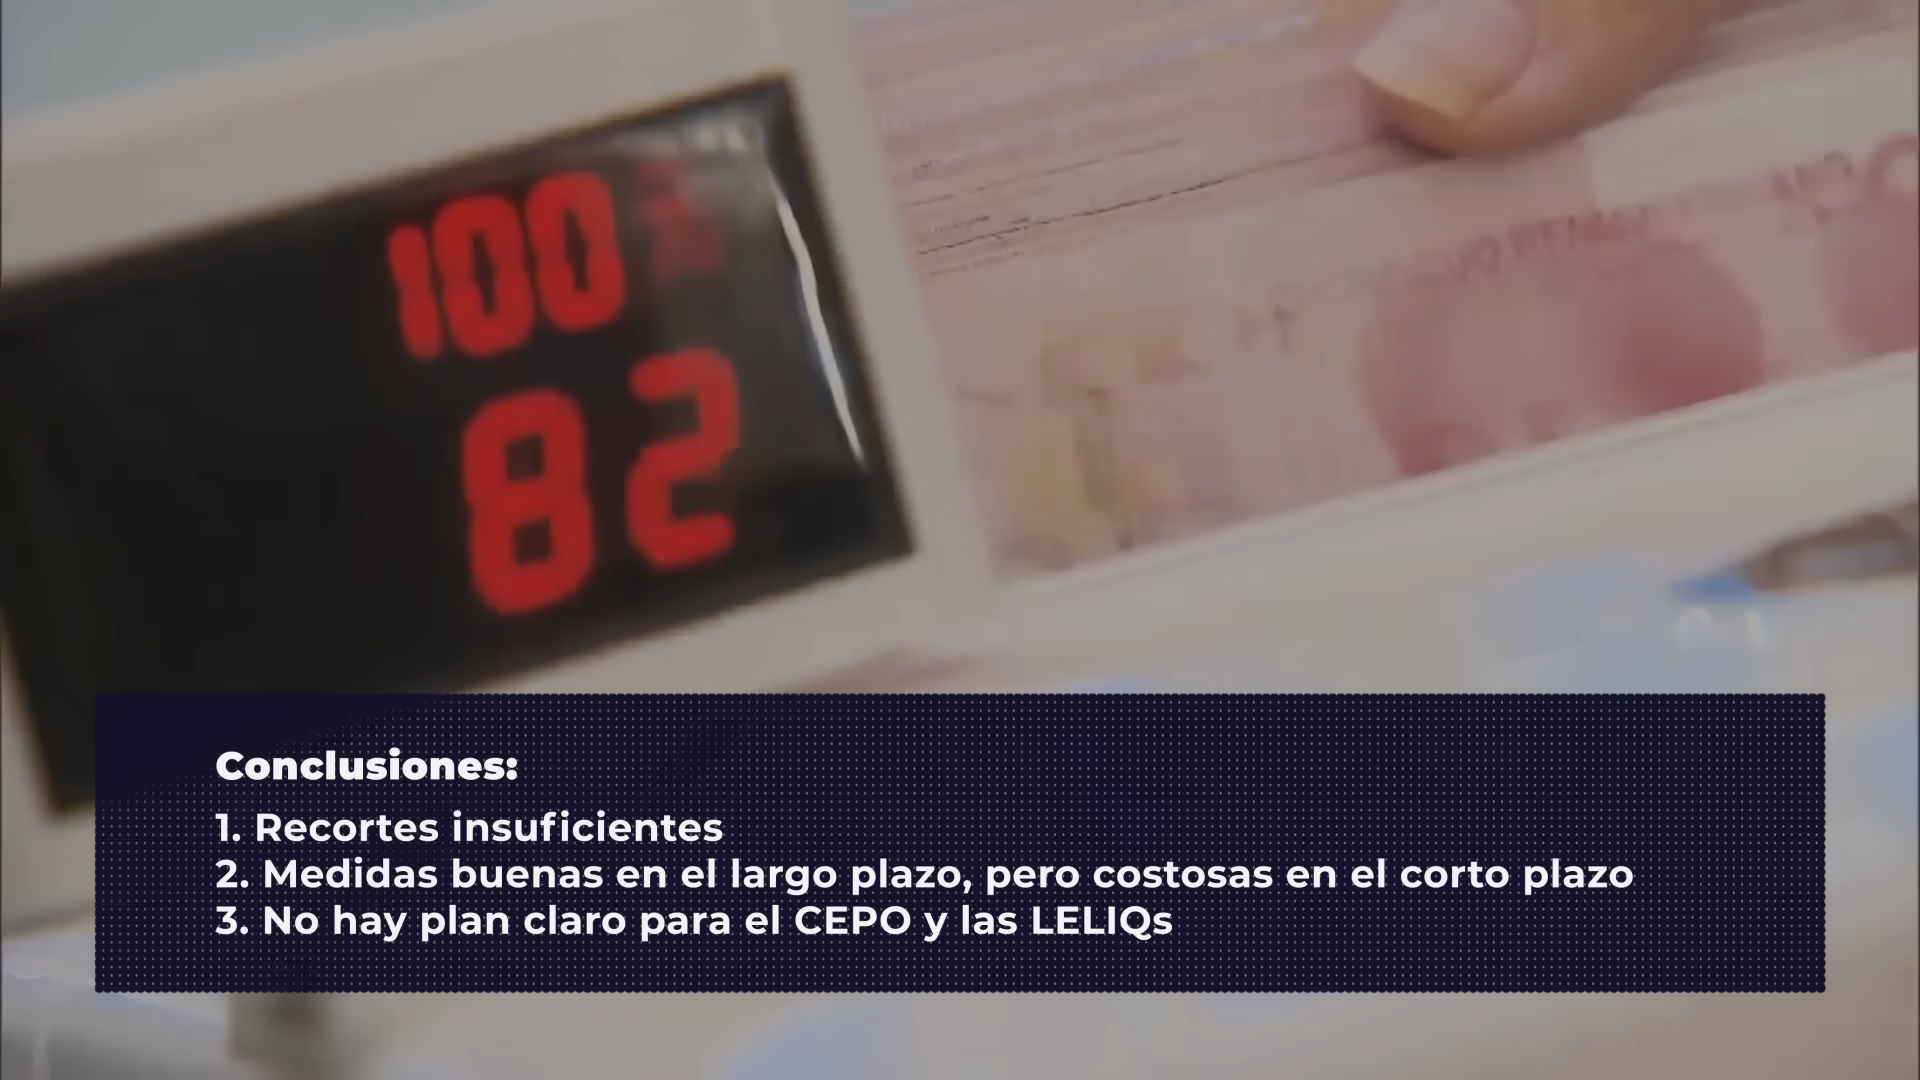 100
82
Conclusiones:
1. Recortes insuficientes
2. Medidas buenas en el largo plazo, pero costosas en el corto plazo
3. No hay plan claro para el CEPO y las LELIQs